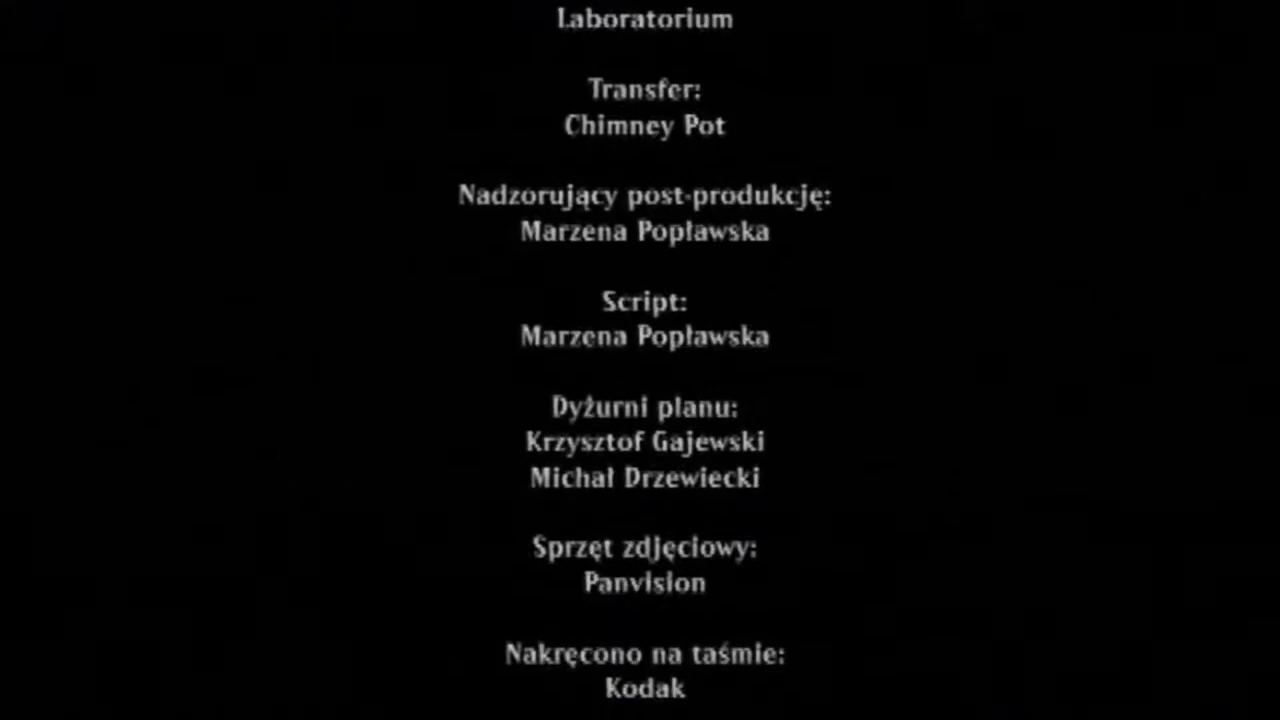 Laboratorium
Transfer:
Chimney Pot
Nadzorujący post-produkcję:
Marzena Popławska
Script:
Marzena Popławska
Dyżurni planu:
Krzysztof Gajewski
Michał Drzewiecki
Sprzęt zdjęciowy:
Panvision
Nakręcono na taśmie:
Kodak